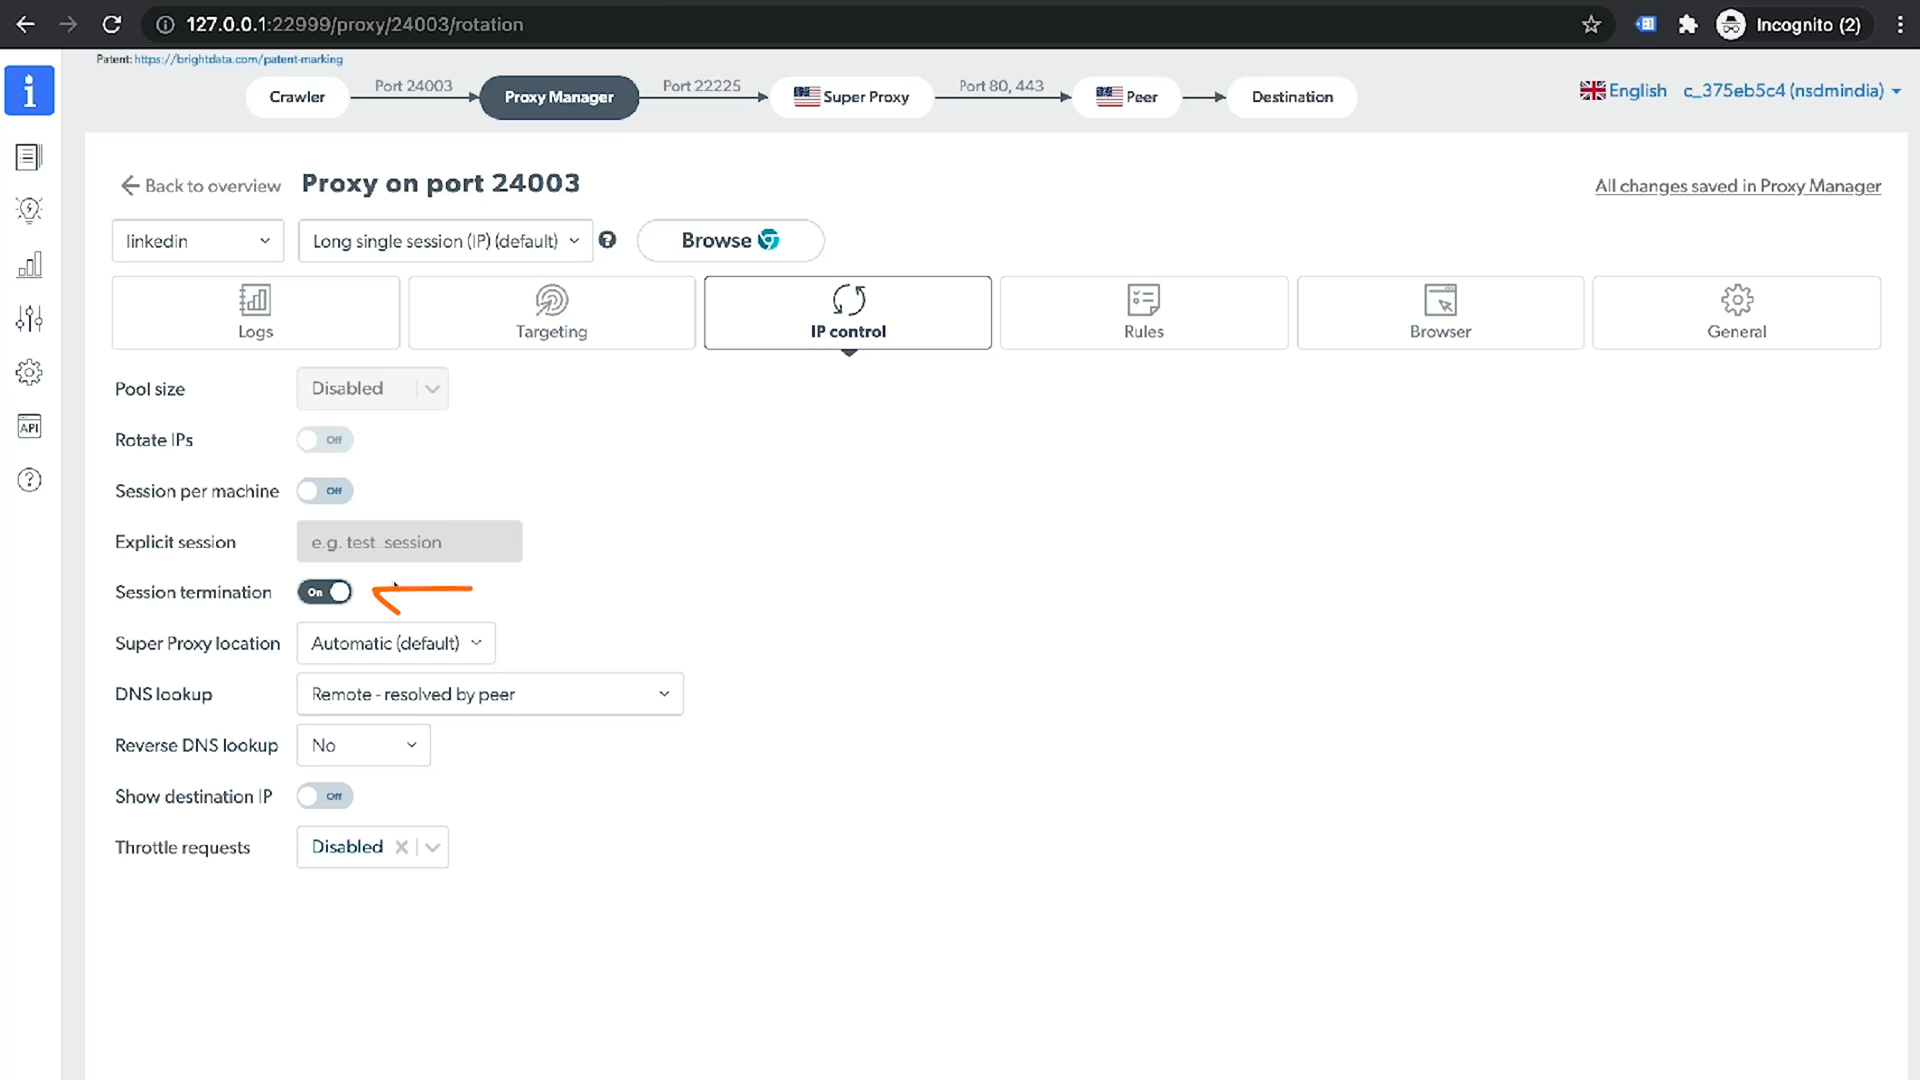 127.0.0.1:22999/proxy/24003/rotation
Incognito (2)
Patent: https://brightdata.com/patent-marking
Crawler
Port 24003
Proxy Manager
Port 22225
Super Proxy
Port 80, 443
Peer
Destination
English
c_375eb5c4 (nsdmindia)
i
Back to overview
Proxy on port 24003
All changes saved in Proxy Manager
linkedin
Long single session (IP) (default)
?
Browse
Logs
Targeting
IP control
Rules
Browser
General
Pool size
Disabled
Rotate IPs
Off
API
Session per machine
Off
?
Explicit session
e.g. test_session
Session termination
On
Super Proxy location
Automatic (default)
DNS lookup
Remote - resolved by peer
Reverse DNS lookup
No
Show destination IP
Off
Throttle requests
Disabled